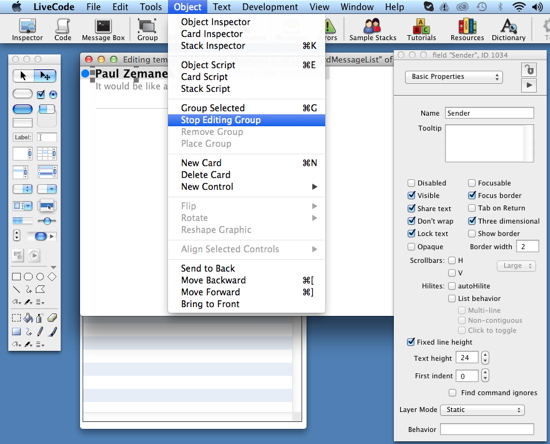 LiveCode File Edit Tools Object Text Development View Window Help
Inspector Code Message Box Group Errors Sample Stacks Tutorials Resources Dictionary
Object Inspector
Card Inspector
Stack Inspector ⌘K
Object Script ⌘E
Card Script
Stack Script
Group Selected ⌘G
Stop Editing Group
Remove Group
Place Group
New Card ⌘N
Delete Card
New Control
Flip
Rotate
Reshape Graphic
Align Selected Controls
Send to Back
Move Backward ⌘[
Move Forward ⌘]
Bring to Front
Editing tem
dMessageList" of
Paul Zemane
It would be like a
Label:
field "Sender", ID 1034
Basic Properties
Name Sender
Tooltip
Disabled Focusable
Visible Focus border
Share text Tab on Return
Don't wrap Three dimensional
Lock text Show border
Opaque Border width 2
Scrollbars: H Large
V
Hilites: autoHilite
List behavior
Multi-line
Non-contiguous
Click to toggle
Fixed line height
Text height 24
First indent 0
Find command ignores
Layer Mode Static
Behavior